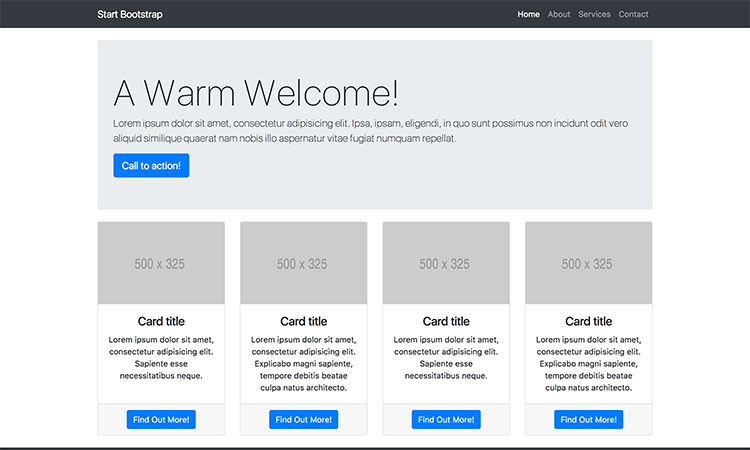 Start Bootstrap
Home About Services Contact
A Warm Welcome!
Lorem ipsum dolor sit amet, consectetur adipisicing elit. Ipsa, ipsam, eligendi, in quo sunt possimus non incidunt odit vero
aliquid similique quaerat nam nobis illo aspernatur vitae fugiat numquam repellat.
Call to action!
500 x 325
Card title
Lorem ipsum dolor sit amet,
consectetur adipisicing elit.
Sapiente esse
necessitatibus neque.
Find Out More!
500 x 325
Card title
Lorem ipsum dolor sit amet,
consectetur adipisicing elit.
Explicabo magni sapiente,
tempore debitis beatae
culpa natus architecto.
Find Out More!
500 x 325
Card title
Lorem ipsum dolor sit amet,
consectetur adipisicing elit.
Sapiente esse
necessitatibus neque.
Find Out More!
500 x 325
Card title
Lorem ipsum dolor sit amet,
consectetur adipisicing elit.
Explicabo magni sapiente,
tempore debitis beatae
culpa natus architecto.
Find Out More!